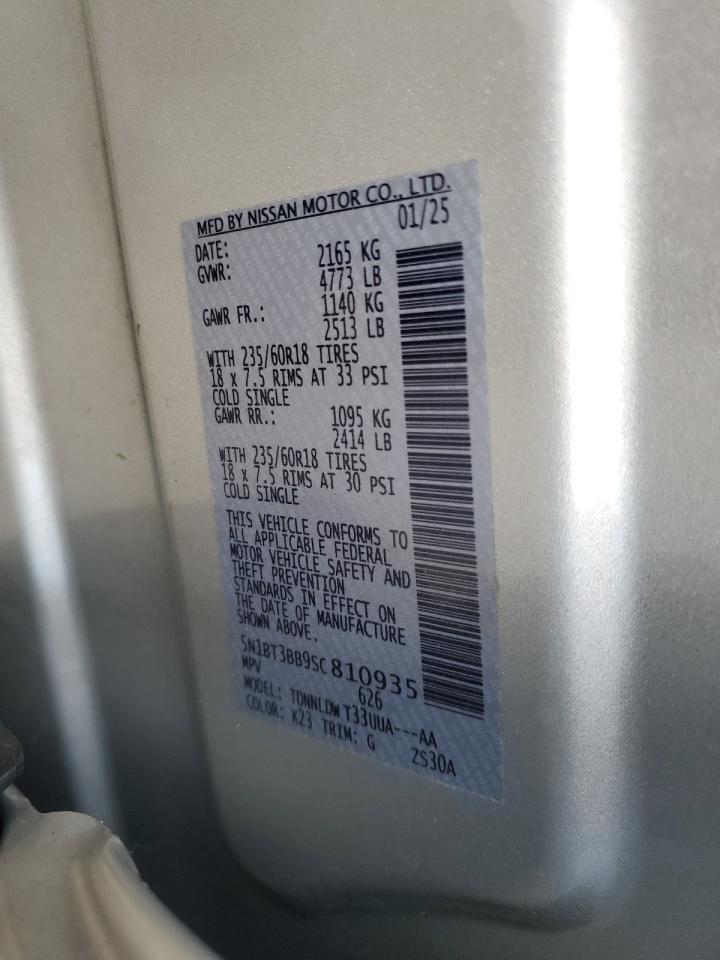 MFD BY NISSAN MOTOR CO., LTD.
DATE: 01/25
GVWR: 2165 KG
4773 LB
GAWR FR.: 1140 KG
2513 LB
WITH 235/60R18 TIRES
18 x 7.5 RIMS AT 33 PSI
COLD SINGLE
GAWR RR.: 1095 KG
2414 LB
WITH 235/60R18 TIRES
18 x 7.5 RIMS AT 30 PSI
COLD SINGLE
THIS VEHICLE CONFORMS TO
ALL APPLICABLE FEDERAL
MOTOR VEHICLE SAFETY AND
THEFT PREVENTION
STANDARDS IN EFFECT ON
THE DATE OF MANUFACTURE
SHOWN ABOVE.
5N1BT3BB9SC810935
MPV 626
MODEL: TDNNLDW T33UUA---AA
COLOR: K23 TRIM: G ZS30A